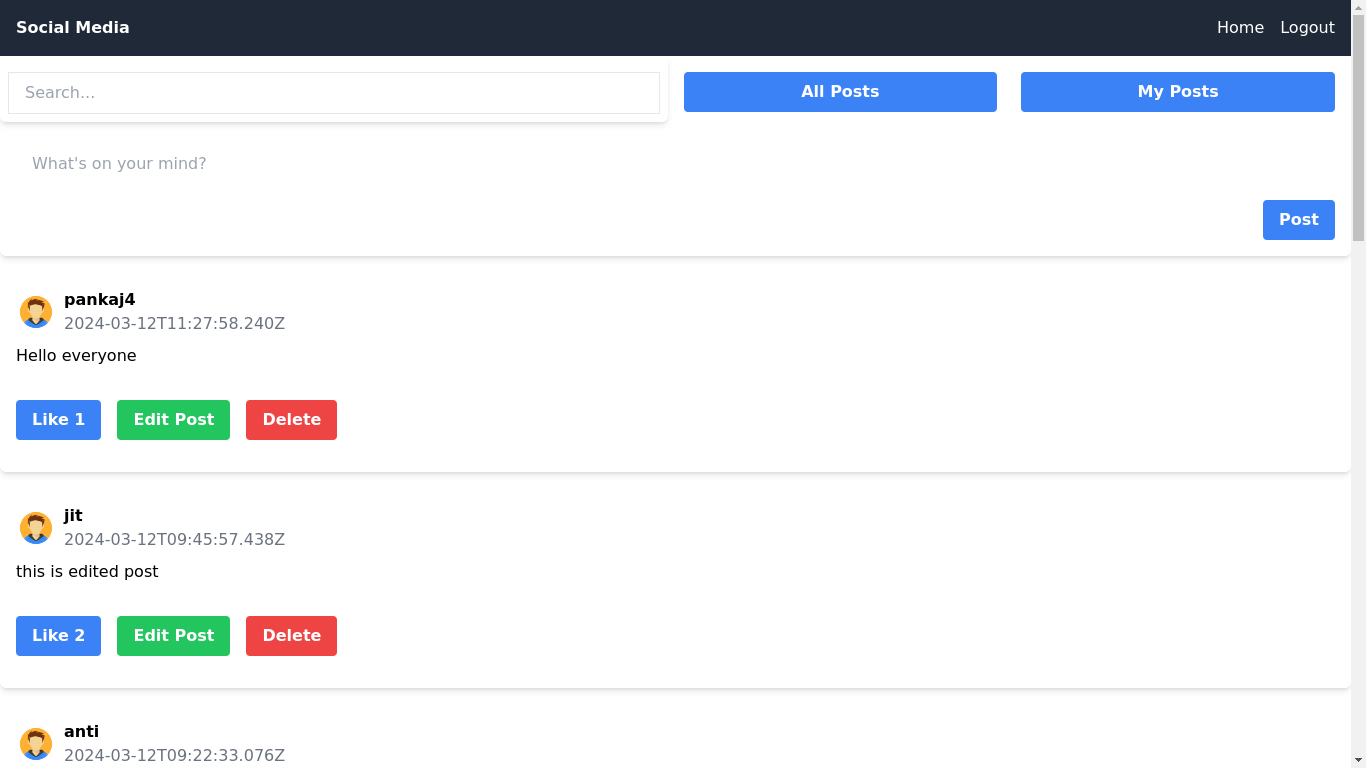 Social Media
Home Logout
Search...
All Posts
My Posts
What's on your mind?
Post
pankaj4
2024-03-12T11:27:58.240Z
Hello everyone
Like 1
Edit Post
Delete
jit
2024-03-12T09:45:57.438Z
this is edited post
Like 2
Edit Post
Delete
anti
2024-03-12T09:22:33.076Z